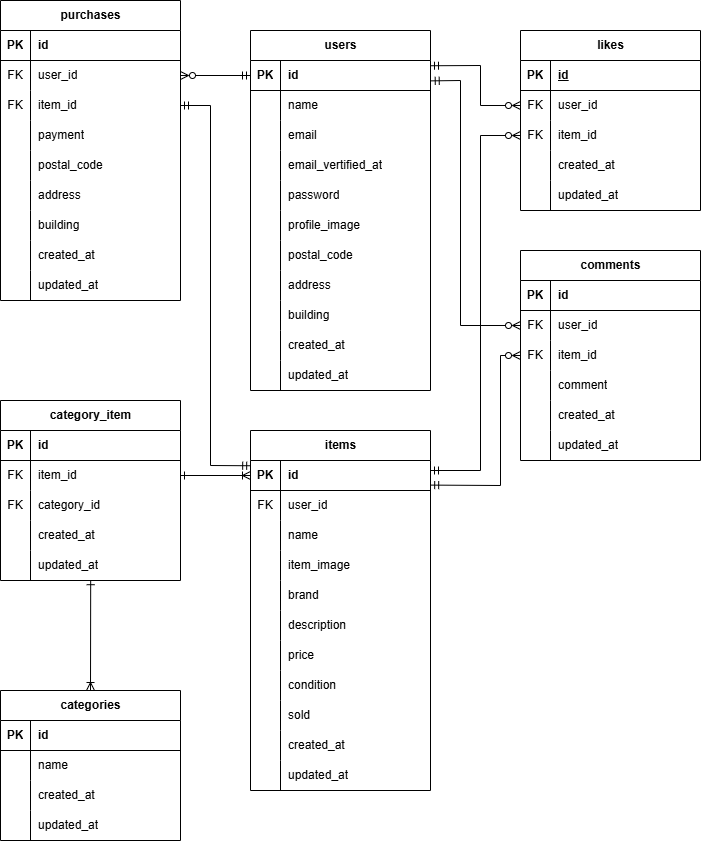 purchases
PK id
FK user_id
FK item_id
payment
postal_code
address
building
created_at
updated_at
users
PK id
name
email
email_vertified_at
password
profile_image
postal_code
address
building
created_at
updated_at
likes
PK id
FK user_id
FK item_id
created_at
updated_at
comments
PK id
FK user_id
FK item_id
comment
created_at
updated_at
category_item
PK id
FK item_id
FK category_id
created_at
updated_at
items
PK id
FK user_id
name
item_image
brand
description
price
condition
sold
created_at
updated_at
categories
PK id
name
created_at
updated_at